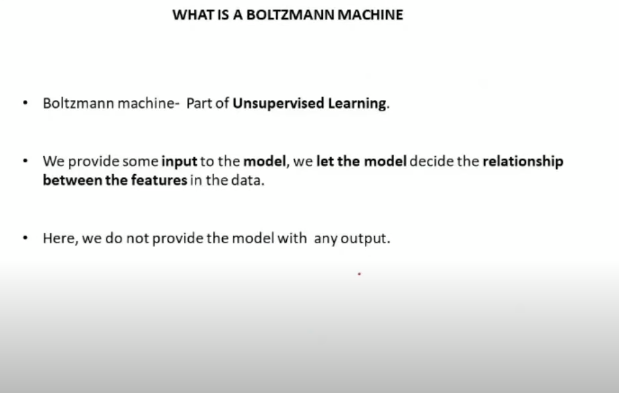 WHAT IS A BOLTZMANN MACHINE
• Boltzmann machine- Part of Unsupervised Learning.
• We provide some input to the model, we let the model decide the relationship
between the features in the data.
• Here, we do not provide the model with any output.